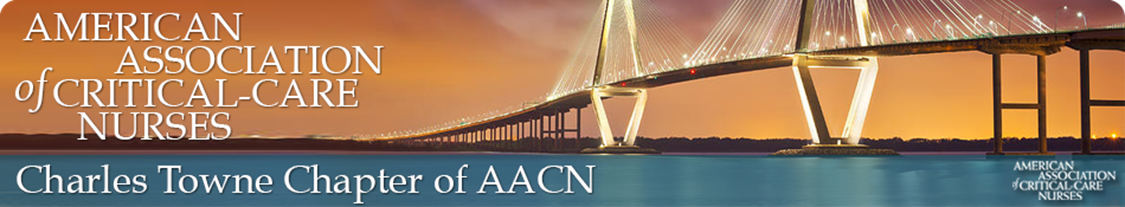 AMERICAN
ASSOCIATION
of CRITICAL-CARE
NURSES
Charles Towne Chapter of AACN
AMERICAN
ASSOCIATION
of CRITICAL-CARE
NURSES